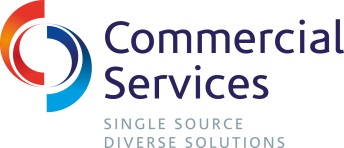 Commercial
Services
SINGLE SOURCE
DIVERSE SOLUTIONS